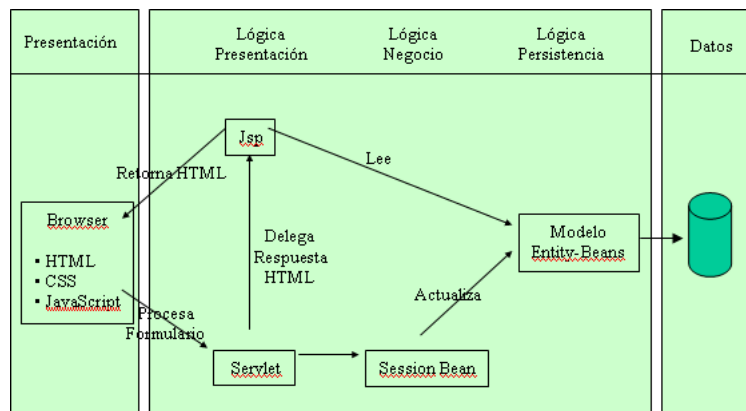 Presentación
Lógica
Presentación
Lógica
Negocio
Lógica
Persistencia
Datos
Jsp
Retorna HTML
Lee
Browser
▪ HTML
▪ CSS
▪ JavaScript
Delega
Respuesta
HTML
Modelo
Entity-Beans
Actualiza
Procesa
Formulario
Servlet
Session Bean